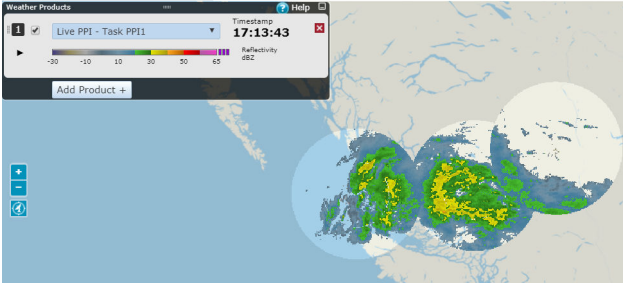 Weather Products
? Help
1 Live PPI - Task PPI1 ▼
Timestamp
17:13:43
X
-30 -10 10 30 50 65
Reflectivity
dBZ
Add Product +
+
−